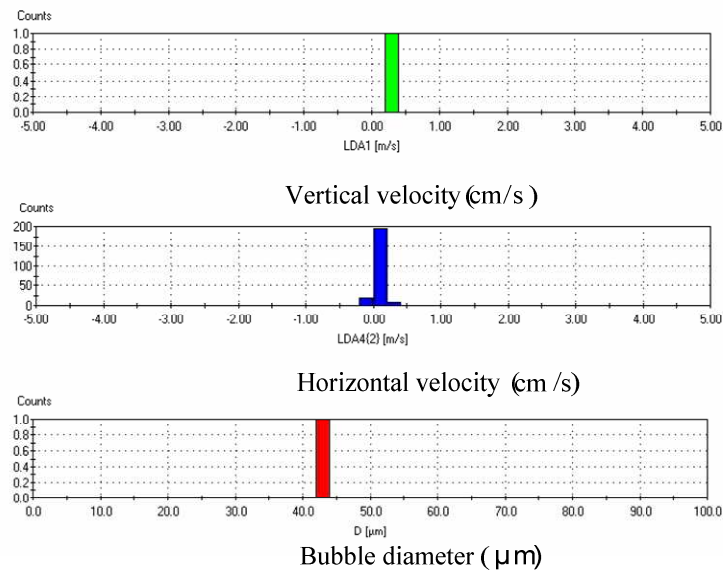 Counts
1.0
0.8
0.6
0.4
0.2
0.0
-5.00 -4.00 -3.00 -2.00 -1.00 0.00 1.00 2.00 3.00 4.00 5.00
LDA1 [m/s]
Vertical velocity (cm/s )
Counts
200
150
100
50
0
-5.00 -4.00 -3.00 -2.00 -1.00 0.00 1.00 2.00 3.00 4.00 5.00
LDA4(2) [m/s]
Horizontal velocity (cm /s)
Counts
1.0
0.8
0.6
0.4
0.2
0.0
0.0 10.0 20.0 30.0 40.0 50.0 60.0 70.0 80.0 90.0 100.0
D [µm]
Bubble diameter (µm)